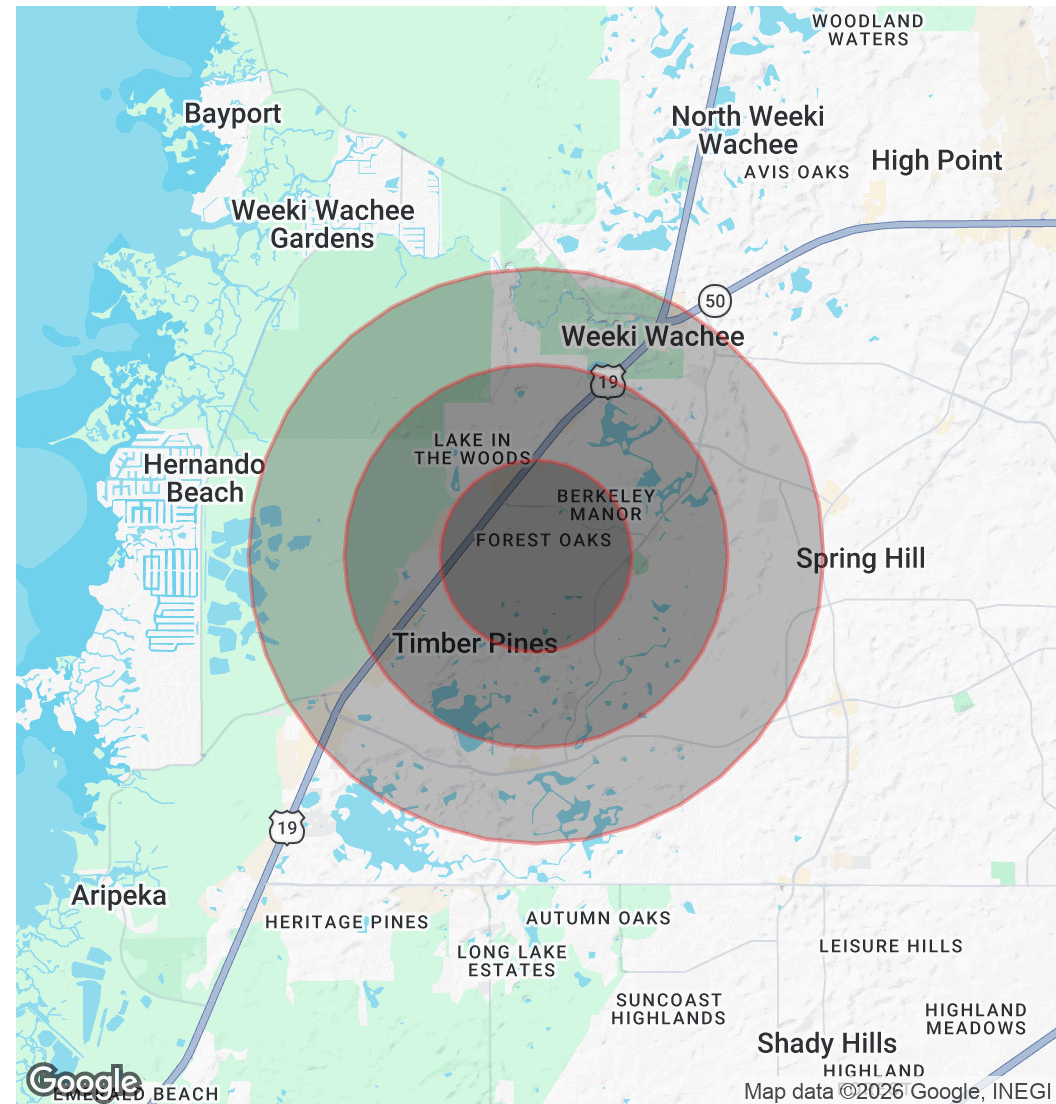 WOODLAND
WATERS
Bayport
North Weeki
Wachee
High Point
AVIS OAKS
Weeki Wachee
Gardens
50
Weeki Wachee
19
LAKE IN
THE WOODS
Hernando
Beach
BERKELEY
MANOR
FOREST OAKS
Spring Hill
Timber Pines
19
Aripeka
HERITAGE PINES
AUTUMN OAKS
LONG LAKE
ESTATES
LEISURE HILLS
SUNCOAST
HIGHLANDS
HIGHLAND
MEADOWS
Shady Hills
HIGHLAND
Google
EMERALD BEACH
Map data ©2026 Google, INEGI